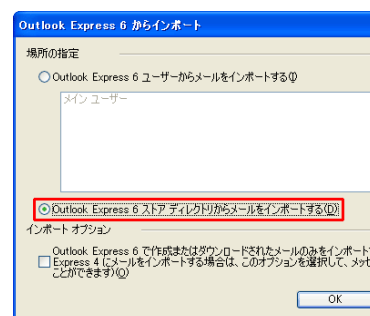 Outlook Express 6 からインポート
場所の指定
Outlook Express 6 ユーザーからメールをインポートする(I)
メイン ユーザー
Outlook Express 6 ストア ディレクトリからメールをインポートする(D)
インポート オプション
Outlook Express 6 で作成またはダウンロードされたメールのみをインポート
Express 4 にメールをインポートする場合は、このオプションを選択して、メッセ
ことができます)(O)
OK